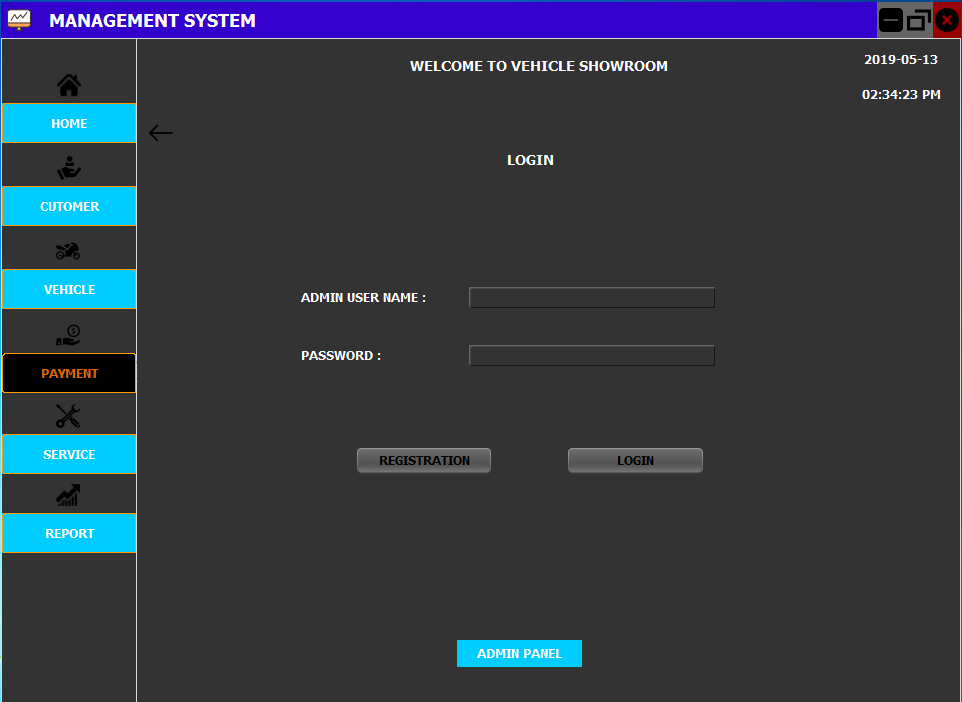 MANAGEMENT SYSTEM
WELCOME TO VEHICLE SHOWROOM
2019-05-13
02:34:23 PM
HOME
LOGIN
CUTOMER
VEHICLE
ADMIN USER NAME :
PASSWORD :
PAYMENT
SERVICE
REGISTRATION
LOGIN
REPORT
ADMIN PANEL